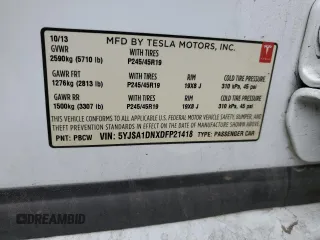 10/13
MFD BY TESLA MOTORS, INC.
GVWR
2590kg (5710 lb)
WITH TIRES
P245/45R19
GAWR FRT
1276kg (2813 lb)
WITH TIRES
P245/45R19
RIM
19X8 J
COLD TIRE PRESSURE
310 kPa, 45 psi
GAWR RR
1500kg (3307 lb)
WITH TIRES
P245/45R19
RIM
19X8 J
COLD TIRE PRESSURE
310 kPa, 45 psi
THIS VEHICLE CONFORMS TO ALL APPLICABLE U.S. FEDERAL MOTOR VEHICLE SAFETY, BUMPER, AND
THEFT PREVENTION STANDARDS IN EFFECT ON THE DATE OF MANUFACTURE SHOWN ABOVE.
PNT: PBCW
VIN: 5YJSA1DNXDFP21418
TYPE: PASSENGER CAR
DREAMBID